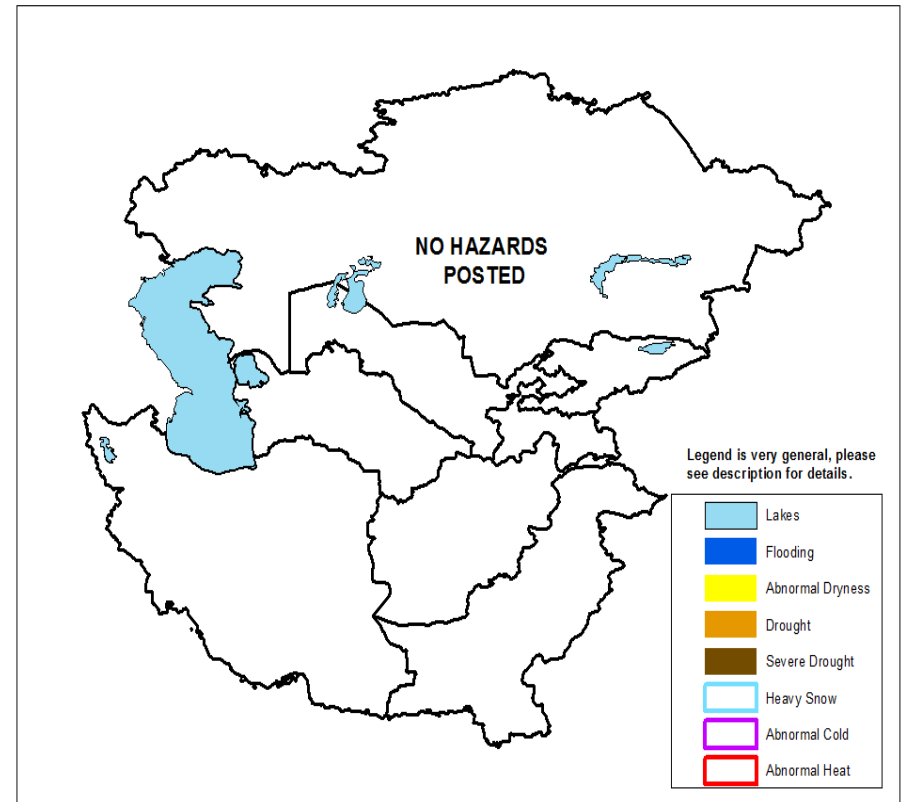 NO HAZARDS
POSTED
Legend is very general, please
see description for details.
Lakes
Flooding
Abnormal Dryness
Drought
Severe Drought
Heavy Snow
Abnormal Cold
Abnormal Heat